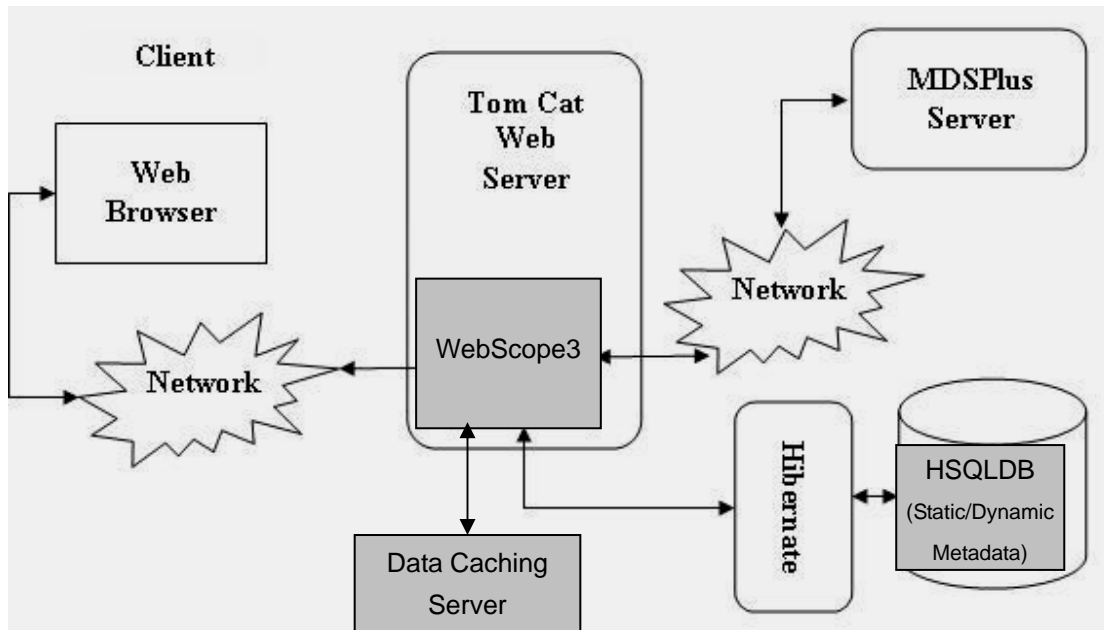 Client
Web
Browser
Network
Tom Cat
Web
Server
WebScope3
Data Caching
Server
MDSPlus
Server
Network
Hibernate
HSQLDB
(Static/Dynamic
Metadata)